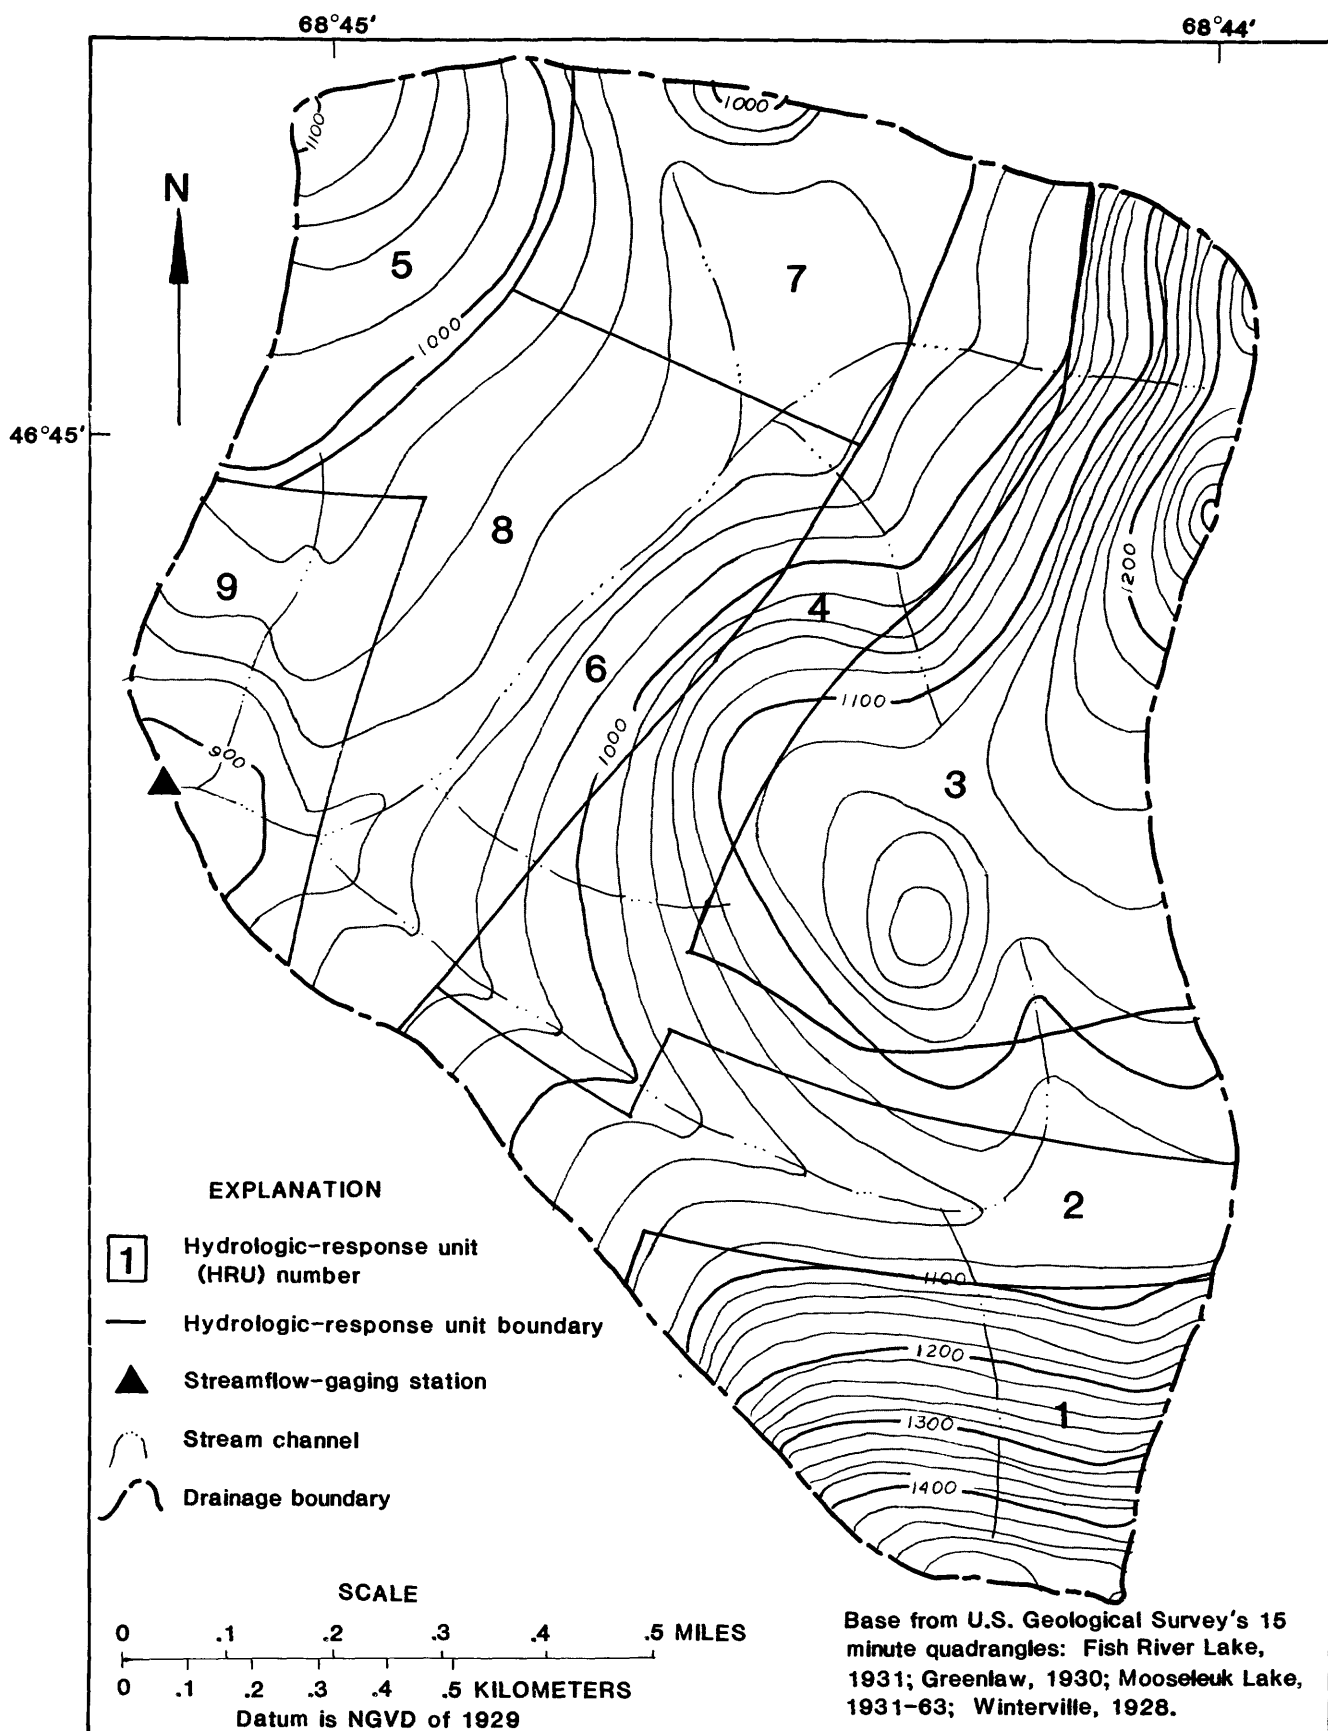 68°45' 68°44'
1000
1100
N
5
7
1000
46°45'
8
1200
9
4
6
1100
1000
900
3
2
EXPLANATION
1 Hydrologic-response unit
(HRU) number
Hydrologic-response unit boundary
Streamflow-gaging station
Stream channel
Drainage boundary
1100
1200
1
1300
1400
SCALE
0 .1 .2 .3 .4 .5 MILES
0 .1 .2 .3 .4 .5 KILOMETERS
Datum is NGVD of 1929
Base from U.S. Geological Survey's 15
minute quadrangles: Fish River Lake,
1931; Greenlaw, 1930; Mooseleuk Lake,
1931-63; Winterville, 1928.